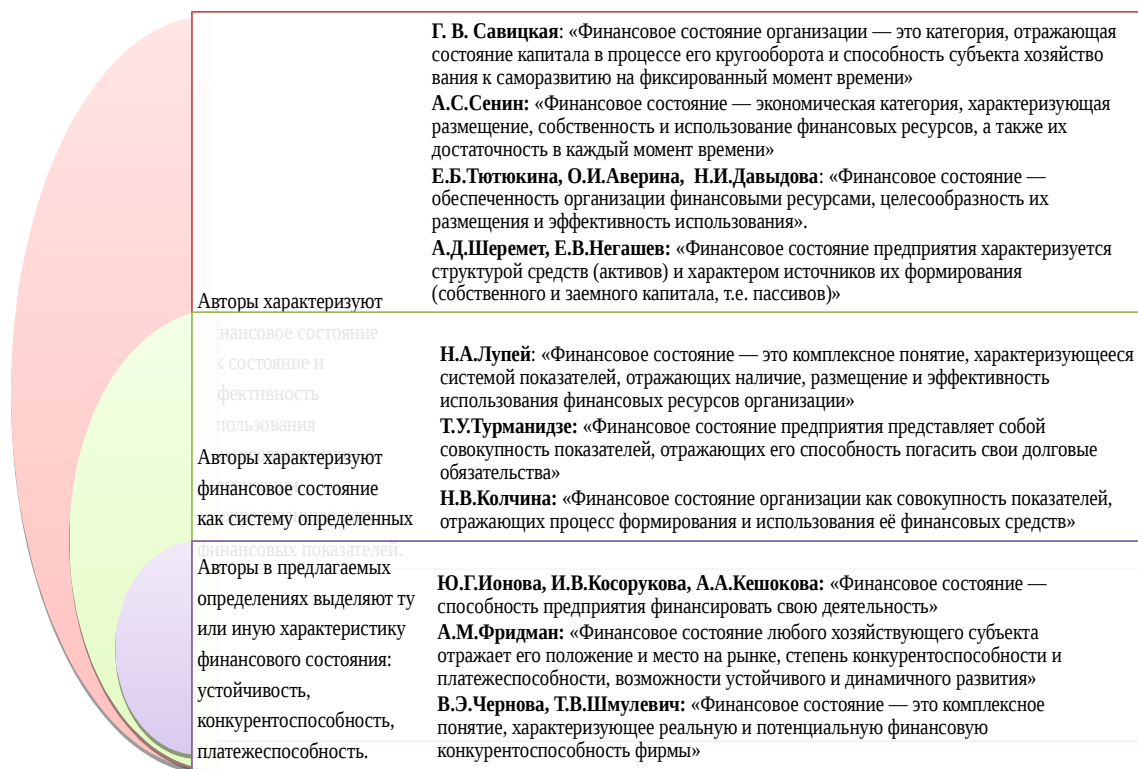 Г. В. Савицкая: «Финансовое состояние организации — это категория, отражающая
состояние капитала в процессе его кругооборота и способность субъекта хозяйство
вания к саморазвитию на фиксированный момент времени»
А.С.Сенин: «Финансовое состояние — экономическая категория, характеризующая
размещение, собственность и использование финансовых ресурсов, а также их
достаточность в каждый момент времени»
Е.Б.Тютюкина, О.И.Аверина, Н.И.Давыдова: «Финансовое состояние —
обеспеченность организации финансовыми ресурсами, целесообразность их
размещения и эффективность использования».
А.Д.Шеремет, Е.В.Негашев: «Финансовое состояние предприятия характеризуется
структурой средств (активов) и характером источников их формирования
(собственного и заемного капитала, т.е. пассивов)»
Авторы характеризуют
нансовое состояние
состояние и
фективность
пользования
финансовых показателей.
Н.А.Лупей: «Финансовое состояние — это комплексное понятие, характеризующееся
системой показателей, отражающих наличие, размещение и эффективность
использования финансовых ресурсов организации»
Т.У.Турманидзе: «Финансовое состояние предприятия представляет собой
совокупность показателей, отражающих его способность погасить свои долговые
обязательства»
Н.В.Колчина: «Финансовое состояние организации как совокупность показателей,
отражающих процесс формирования и использования её финансовых средств»
Авторы характеризуют
финансовое состояние
как систему определенных
Авторы в предлагаемых
определениях выделяют ту
или иную характеристику
финансового состояния:
устойчивость,
конкурентоспособность,
платежеспособность.
Ю.Г.Ионова, И.В.Косорукова, А.А.Кешокова: «Финансовое состояние —
способность предприятия финансировать свою деятельность»
А.М.Фридман: «Финансовое состояние любого хозяйствующего субъекта
отражает его положение и место на рынке, степень конкурентоспособности и
платежеспособности, возможности устойчивого и динамичного развития»
В.Э.Чернова, Т.В.Шмулевич: «Финансовое состояние — это комплексное
понятие, характеризующее реальную и потенциальную финансовую
конкурентоспособность фирмы»